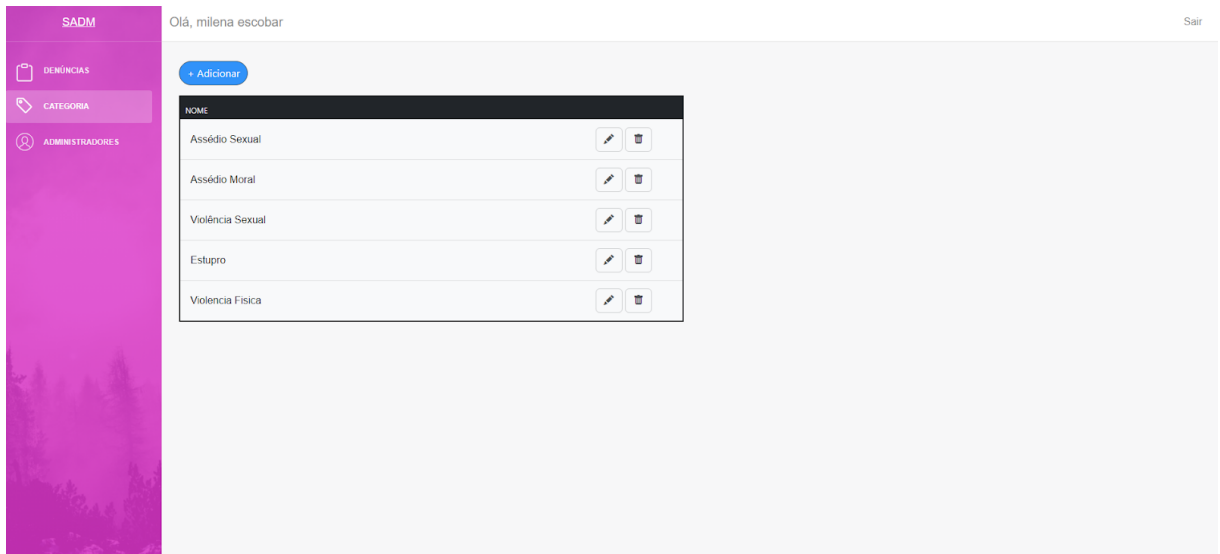 SADM
Olá, milena escobar
Sair
DENÚNCIAS
CATEGORIA
ADMINISTRADORES
+ Adicionar
NOME
Assédio Sexual
Assédio Moral
Violência Sexual
Estupro
Violencia Fisica